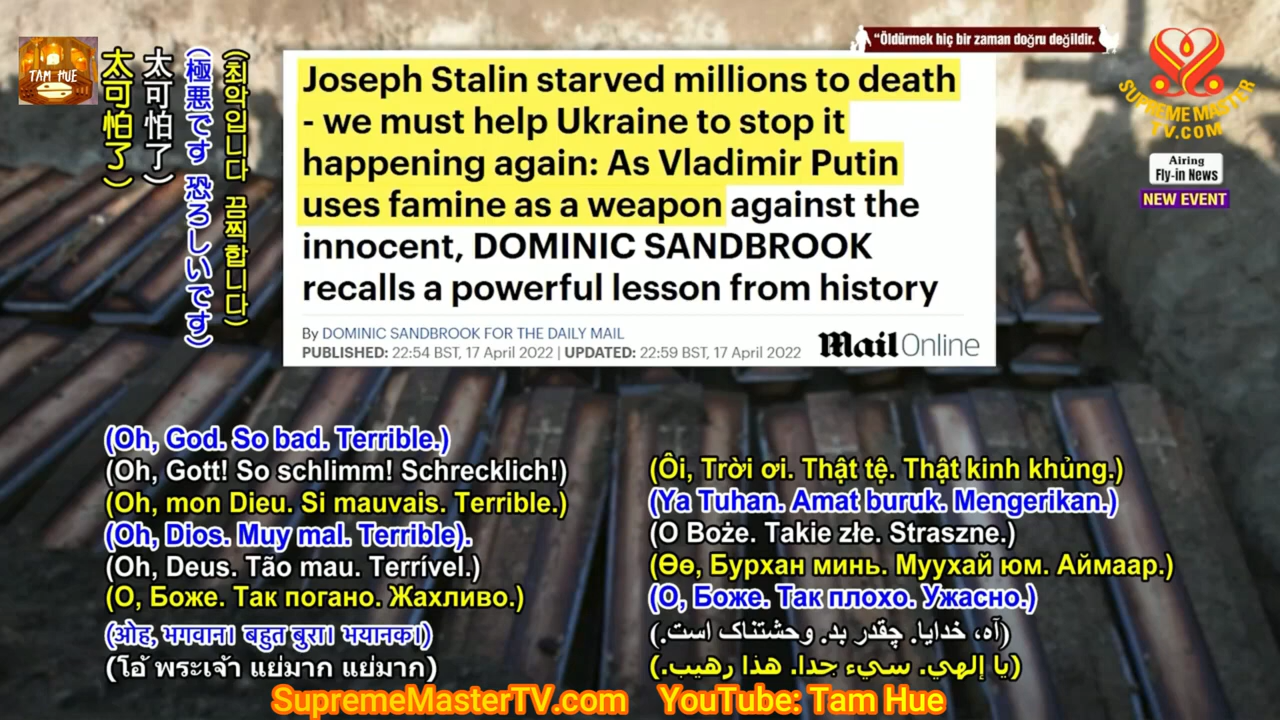 TAM HUE
太可怕了）
（太可怕了）
（極悪です 恐ろしいです）
（최악입니다 끔찍합니다）
“Öldürmek hiç bir zaman doğru değildir.
SUPREME MASTER
TV.COM
Airing
Fly-in News
NEW EVENT
Joseph Stalin starved millions to death
- we must help Ukraine to stop it
happening again: As Vladimir Putin
uses famine as a weapon against the
innocent, DOMINIC SANDBROOK
recalls a powerful lesson from history
By DOMINIC SANDBROOK FOR THE DAILY MAIL
PUBLISHED: 22:54 BST, 17 April 2022 | UPDATED: 22:59 BST, 17 April 2022
Mail Online
(Oh, God. So bad. Terrible.)
(Oh, Gott! So schlimm! Schrecklich!)
(Oh, mon Dieu. Si mauvais. Terrible.)
(Oh, Dios. Muy mal. Terrible).
(Oh, Deus. Tão mau. Terrível.)
(О, Боже. Так погано. Жахливо.)
(ओह, भगवान। बहुत बुरा। भयानक।)
(โอ้ พระเจ้า แย่มาก แย่มาก)
(Ôi, Trời ơi. Thật tệ. Thật kinh khủng.)
(Ya Tuhan. Amat buruk. Mengerikan.)
(O Boże. Takie złe. Straszne.)
(Өө, Бурхан минь. Муухай юм. Аймаар.)
(О, Боже. Так плохо. Ужасно.)
(آه، خدایا. چقدر بد. وحشتناک است.)
(يا إلهي. سيء جدا. هذا رهيب.)
SupremeMasterTV.com YouTube: Tam Hue